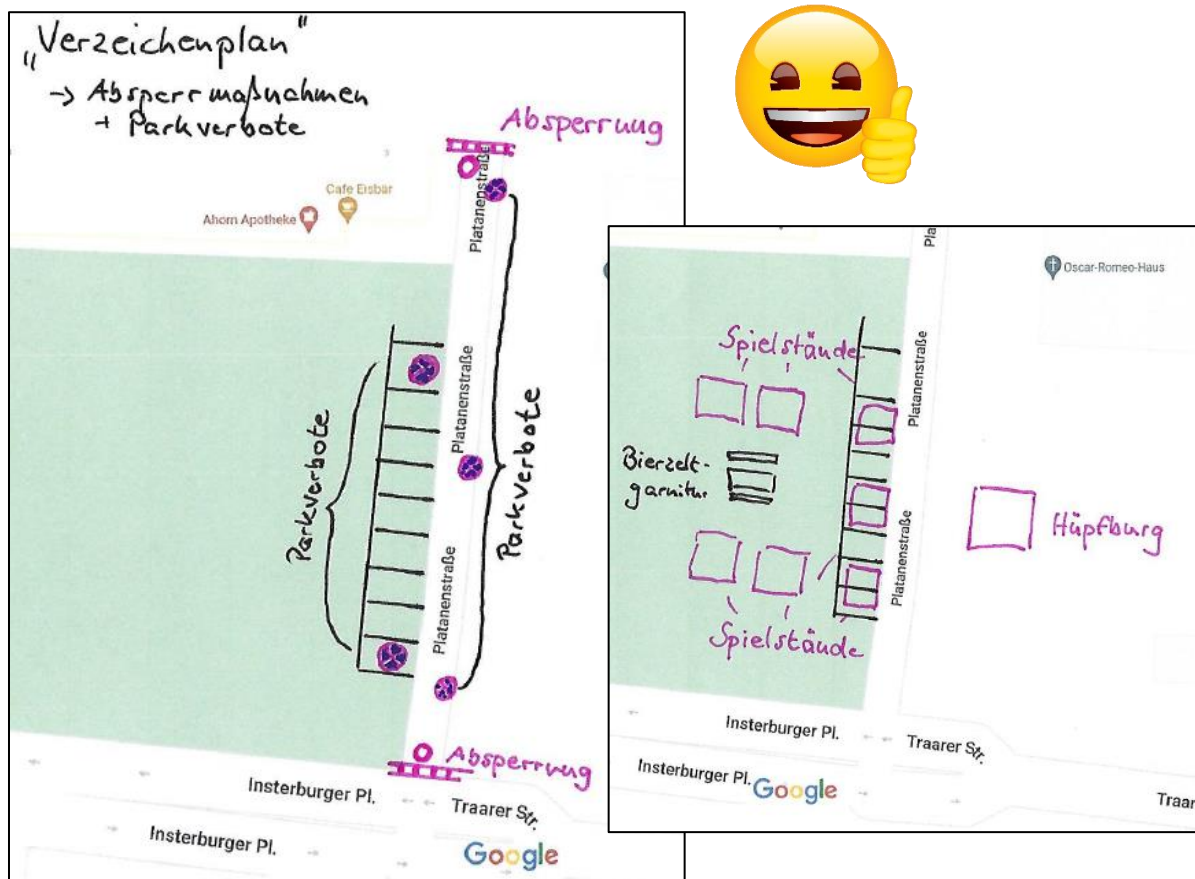 „Verzeichenplan"
-> Absperrmaßnahmen
+ Parkverbote
Absperrung
Platanenstraße
Cafe Eisbär
Ahorn Apotheke
Parkverbote
Platanenstraße
Parkverbote
Platanenstraße
Absperrung
Insterburger Pl.
Traarer Str.
Insterburger Pl.
Google
Pla
Oscar-Romeo-Haus
Spielstände
Platanenstraße
Bierzelt-
garnitur
Hüpfburg
Platanenstraße
Spielstände
Insterburger Pl.
Traarer Str.
Insterburger Pl.
Google
Traar